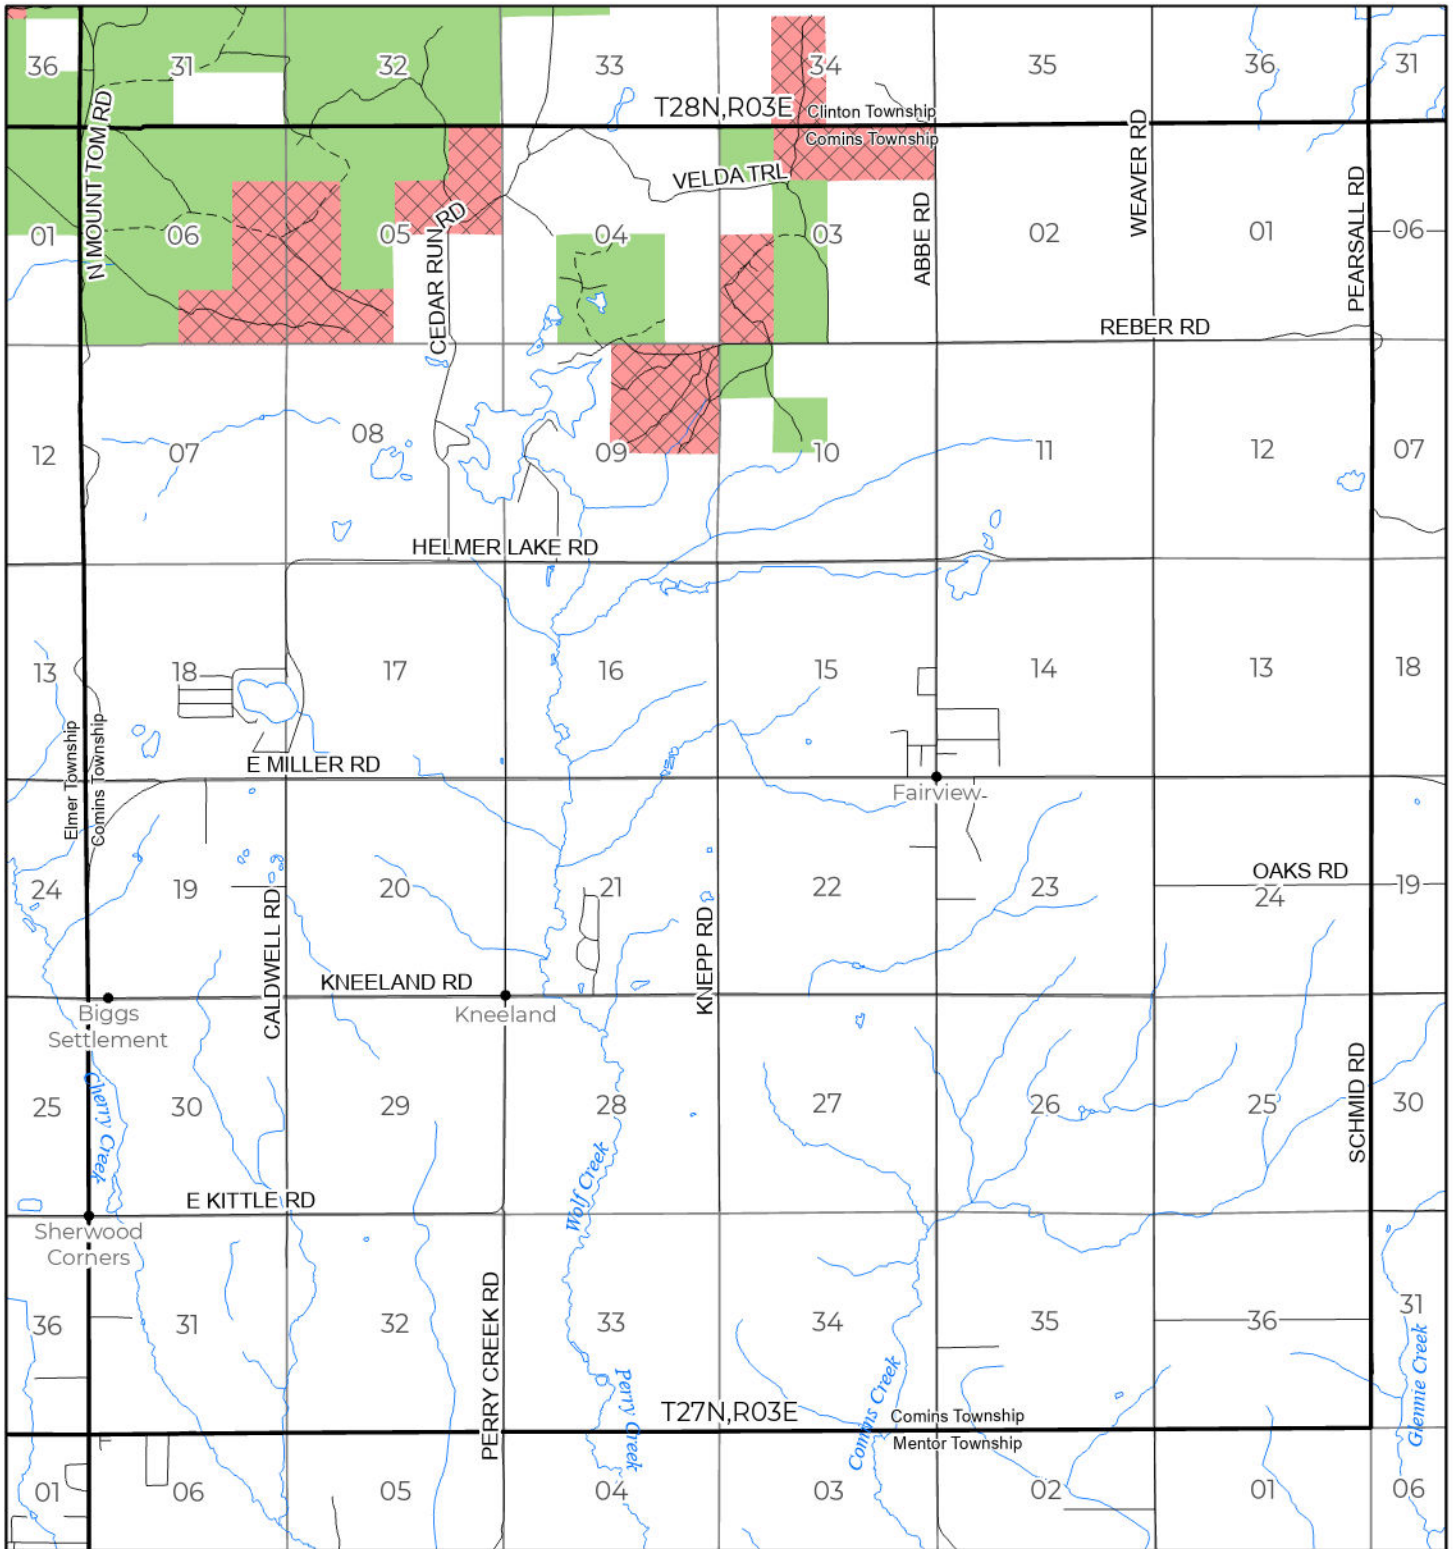 36
31
32
33
34
35
36
31
T28N,R03E
Clinton Township
Comins Township
N MOUNT TOM RD
VELDA TRL
WEAVER RD
PEARSALL RD
ABBE RD
CEDAR RUN RD
01
06
05
04
03
02
01
06
REBER RD
12
07
08
09
10
11
12
07
HELMER LAKE RD
13
18
17
16
15
14
13
18
Elmer Township
Comins Township
E MILLER RD
Fairview
24
19
20
21
22
23
OAKS RD
24
19
CALDWELL RD
KNEPP RD
KNEELAND RD
Biggs
Settlement
Kneeland
SCHMID RD
Cherry Creek
25
30
29
28
27
26
25
30
Wolf Creek
E KITTLE RD
Sherwood
Corners
36
31
32
33
34
35
36
31
PERRY CREEK RD
Perry Creek
Comins Creek
Glennie Creek
T27N,R03E
Comins Township
Mentor Township
01
06
05
04
03
02
01
06